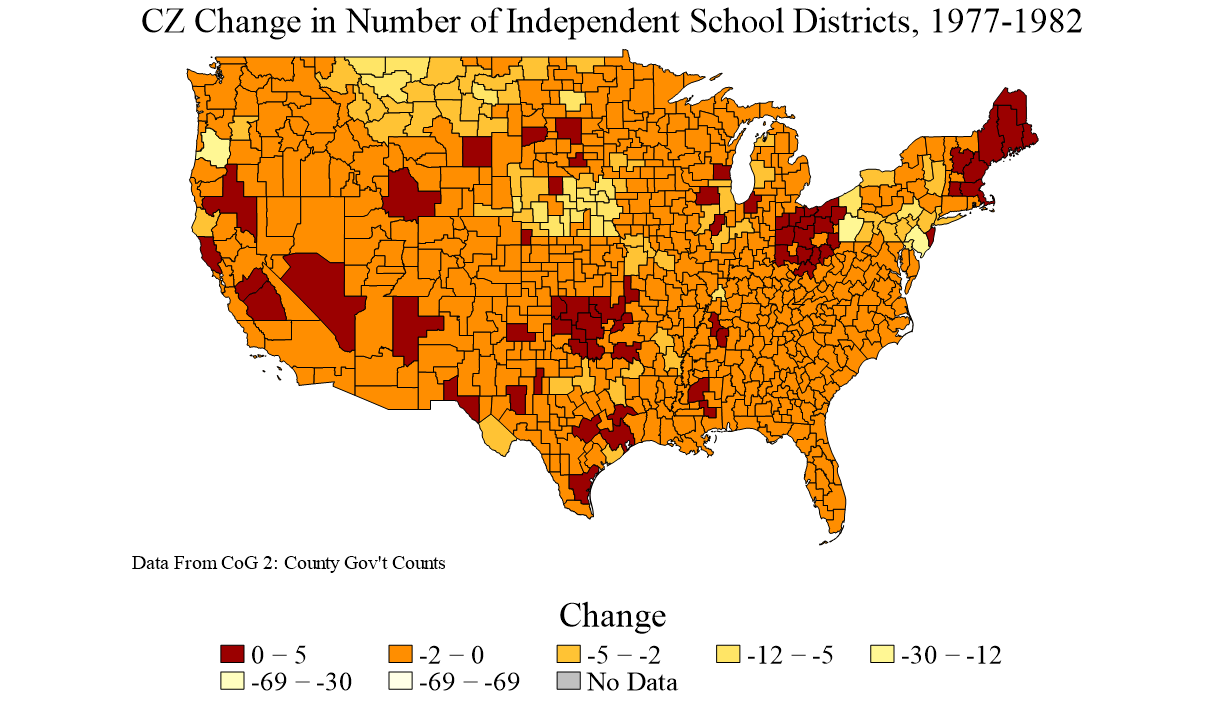 CZ Change in Number of Independent School Districts, 1977-1982
Data From CoG 2: County Gov't Counts
Change
0 − 5 -2 − 0 -5 − -2 -12 − -5 -30 − -12
-69 − -30 -69 − -69 No Data